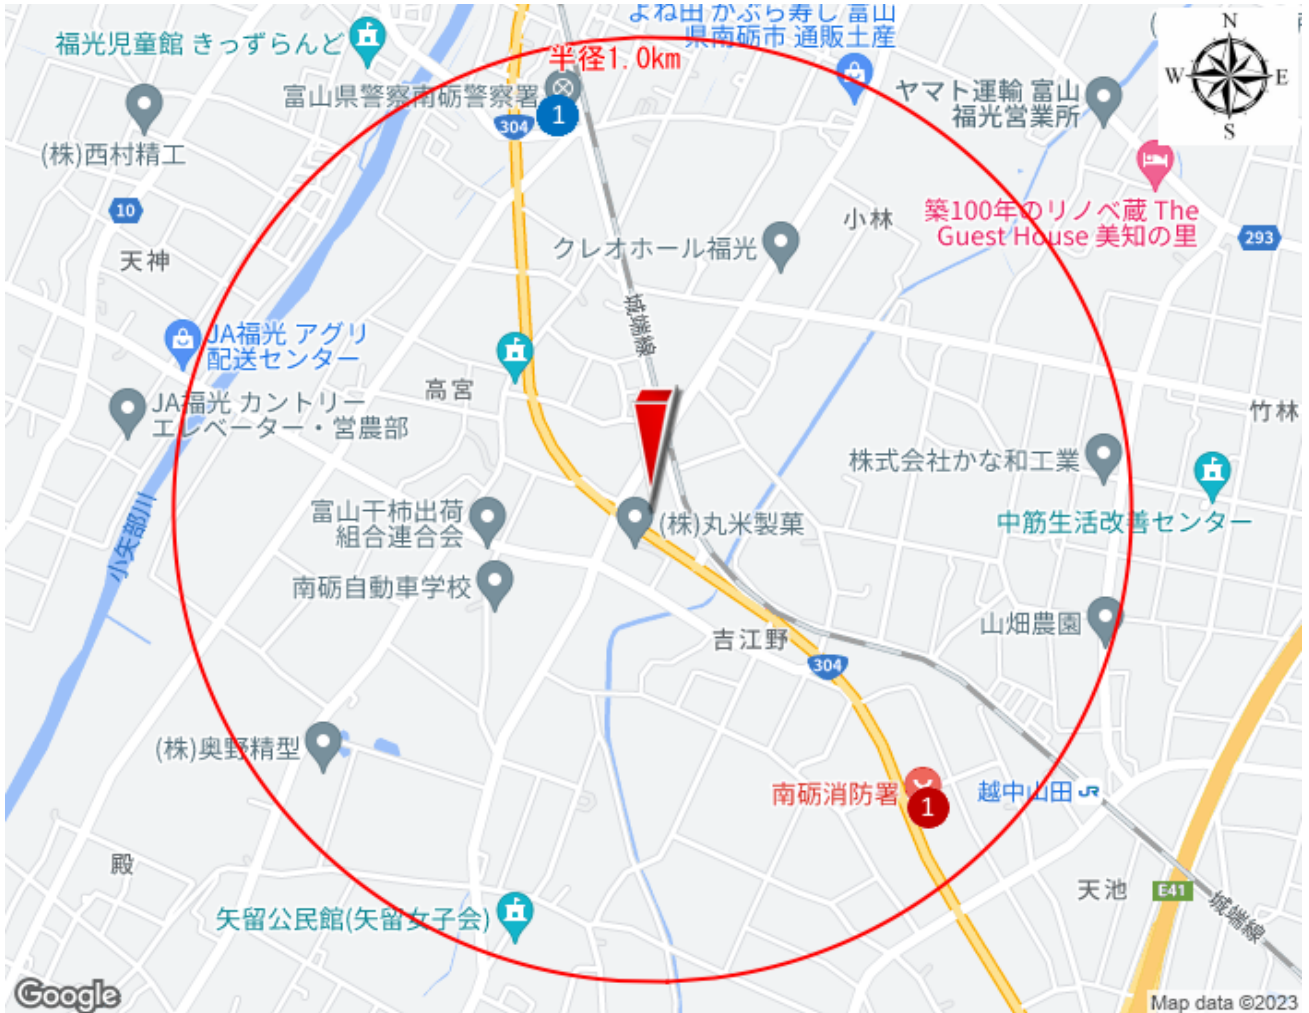 よね田 かぶら寿し 富山
県南砺市 通販土産
N
W
E
S
福光児童館 きっずらんど
半径1.0km
富山県警察南砺警察署
1
304
ヤマト運輸 富山
福光営業所
(株)西村精工
10
天神
小林
築100年のリノベ蔵 The
Guest House 美知の里
293
クレオホール福光
城端線
JA福光 アグリ
配送センター
高宮
JA福光 カントリー
エレベーター・営農部
竹林
株式会社かな和工業
中筋生活改善センター
富山干柿出荷
組合連合会
(株)丸米製菓
小矢部川
南砺自動車学校
山畑農園
吉江野
304
(株)奥野精型
南砺消防署
1
越中山田
JR
殿
天池
E41
城端線
矢留公民館(矢留女子会)
Google
Map data ©2023